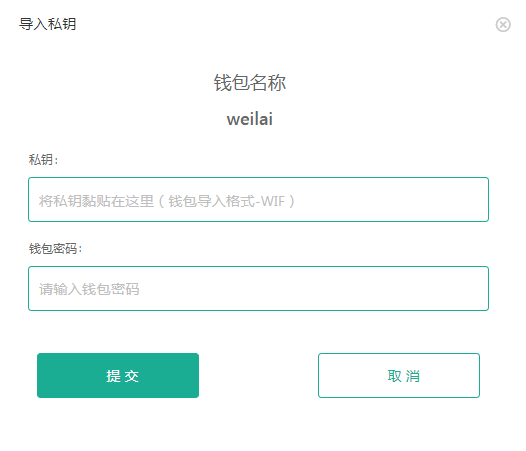 导入私钥
钱包名称
weilai
私钥：
将私钥黏贴在这里（钱包导入格式-WIF）
钱包密码：
请输入钱包密码
提 交
取 消